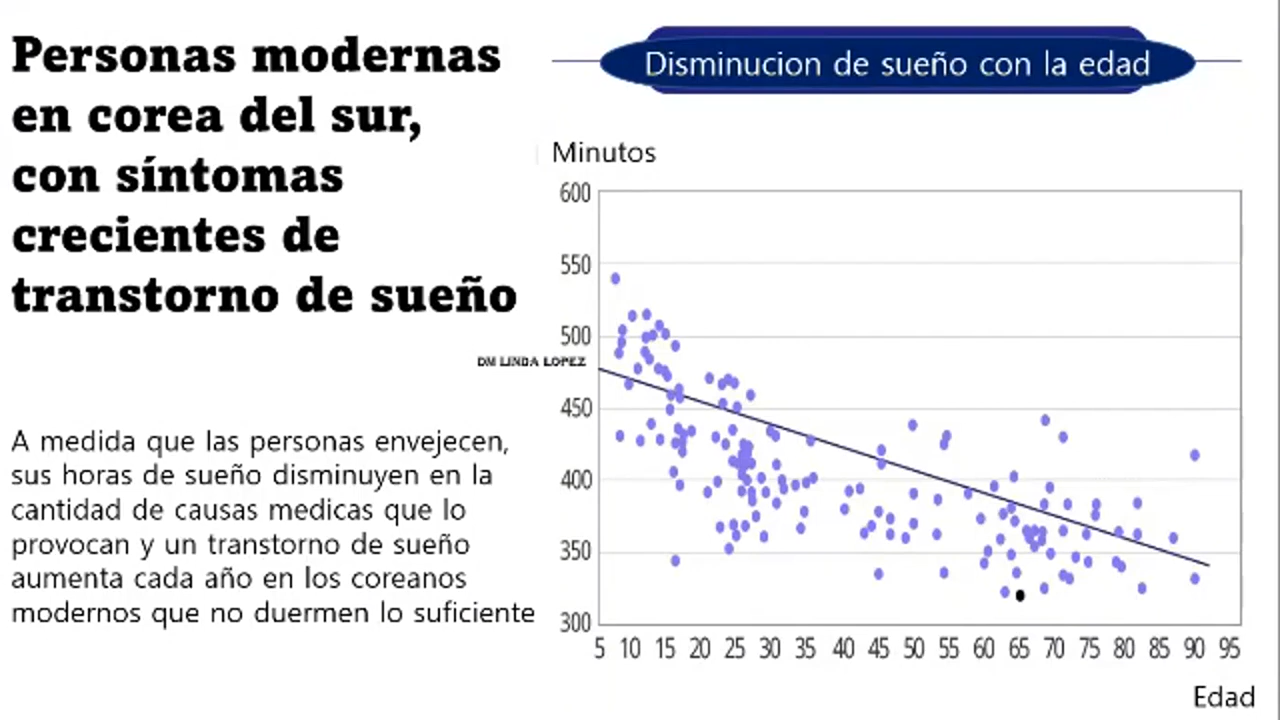 Personas modernas
en corea del sur,
con síntomas
crecientes de
transtorno de sueño
DM LINDA LOPEZ
A medida que las personas envejecen,
sus horas de sueño disminuyen en la
cantidad de causas medicas que lo
provocan y un transtorno de sueño
aumenta cada año en los coreanos
modernos que no duermen lo suficiente
Disminucion de sueño con la edad
Minutos
600
550
500
450
400
350
300
5 10 15 20 25 30 35 40 45 50 55 60 65 70 75 80 85 90 95
Edad